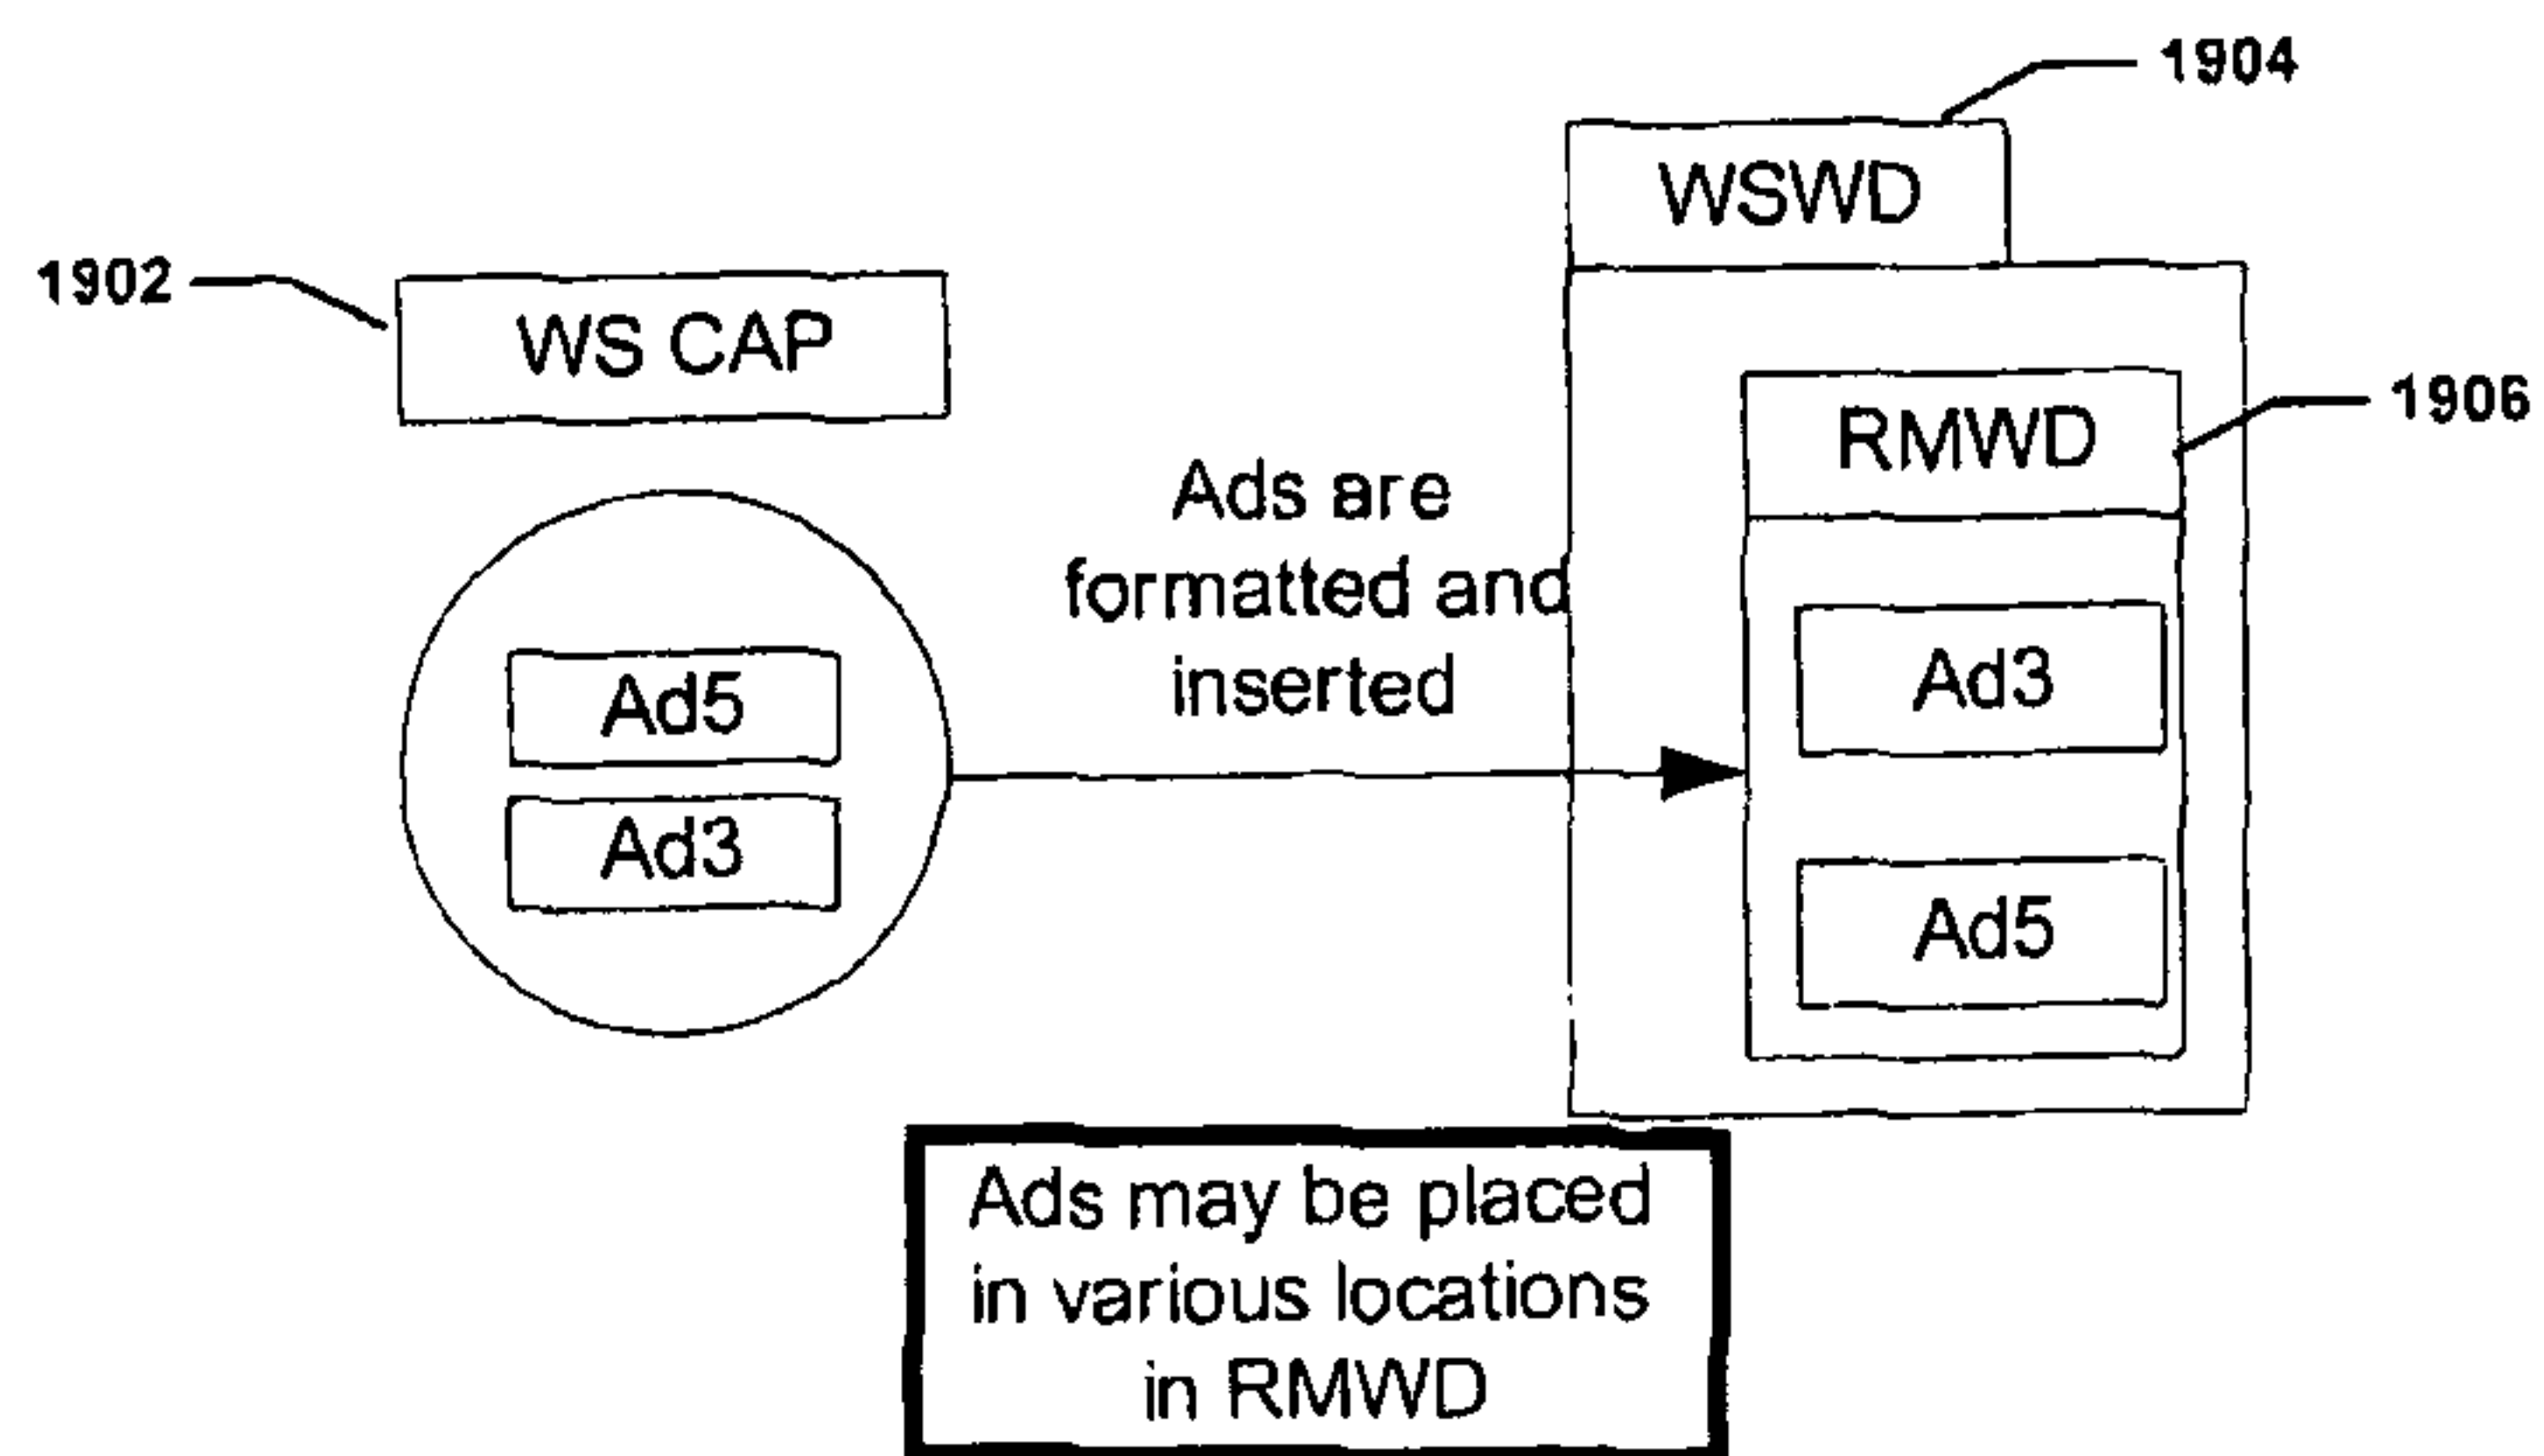 1904
WSWD
1902
WS CAP
1906
RMWD
Ads are
formatted and
inserted
Ad5
Ad3
Ad3
Ad5
Ads may be placed
in various locations
in RMWD